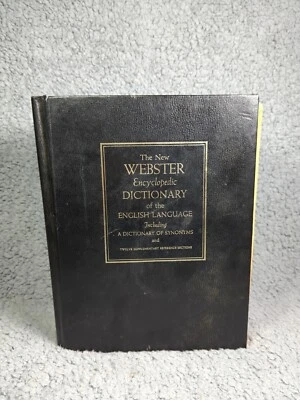 The New
WEBSTER
Encyclopedic
DICTIONARY
of the
ENGLISH LANGUAGE
Including
A DICTIONARY OF SYNONYMS
and
TWELVE SUPPLEMENTARY REFERENCE SECTIONS